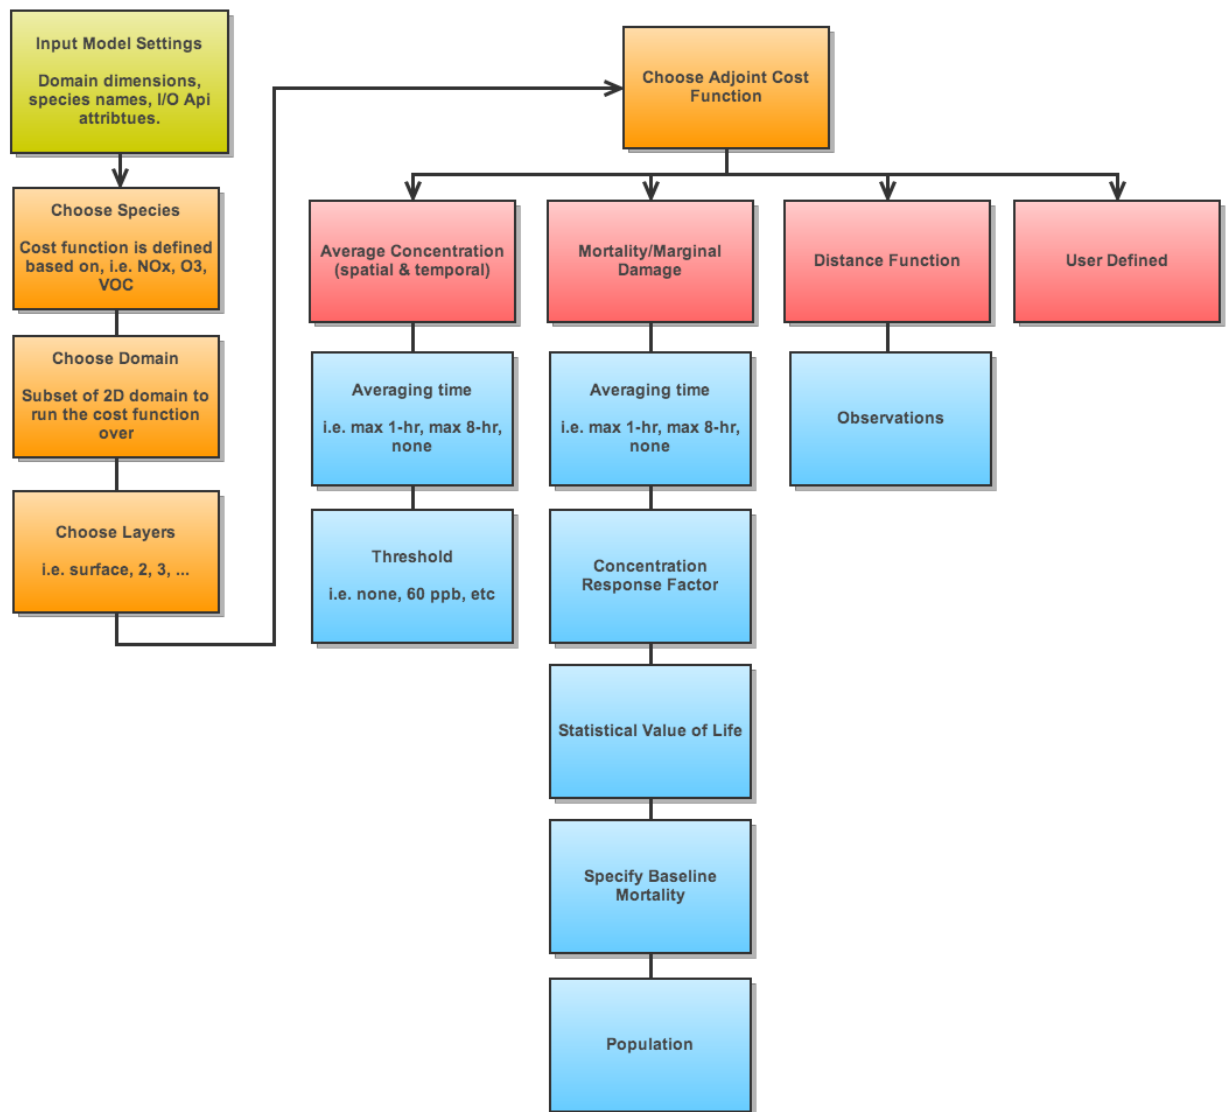 Input Model Settings
Domain dimensions,
species names, I/O Api
attribtues.
Choose Species
Cost function is defined
based on, i.e. NOx, O3,
VOC
Choose Domain
Subset of 2D domain to
run the cost function
over
Choose Layers
i.e. surface, 2, 3, ...
Choose Adjoint Cost
Function
Average Concentration
(spatial & temporal)
Averaging time
i.e. max 1-hr, max 8-hr,
none
Threshold
i.e. none, 60 ppb, etc
Mortality/Marginal
Damage
Averaging time
i.e. max 1-hr, max 8-hr,
none
Concentration
Response Factor
Statistical Value of Life
Specify Baseline
Mortality
Population
Distance Function
Observations
User Defined